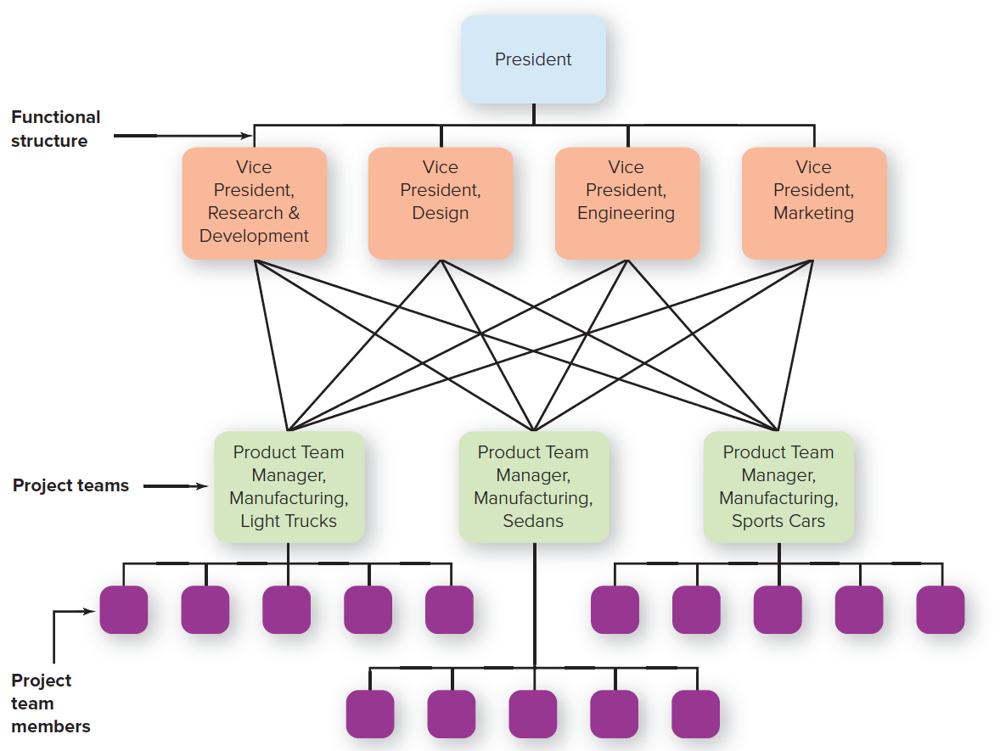 President
Functional
structure
Vice
President,
Research &
Development
Vice
President,
Design
Vice
President,
Engineering
Vice
President,
Marketing
Project teams
Product Team
Manager,
Manufacturing,
Light Trucks
Product Team
Manager,
Manufacturing,
Sedans
Product Team
Manager,
Manufacturing,
Sports Cars
Project
team
members